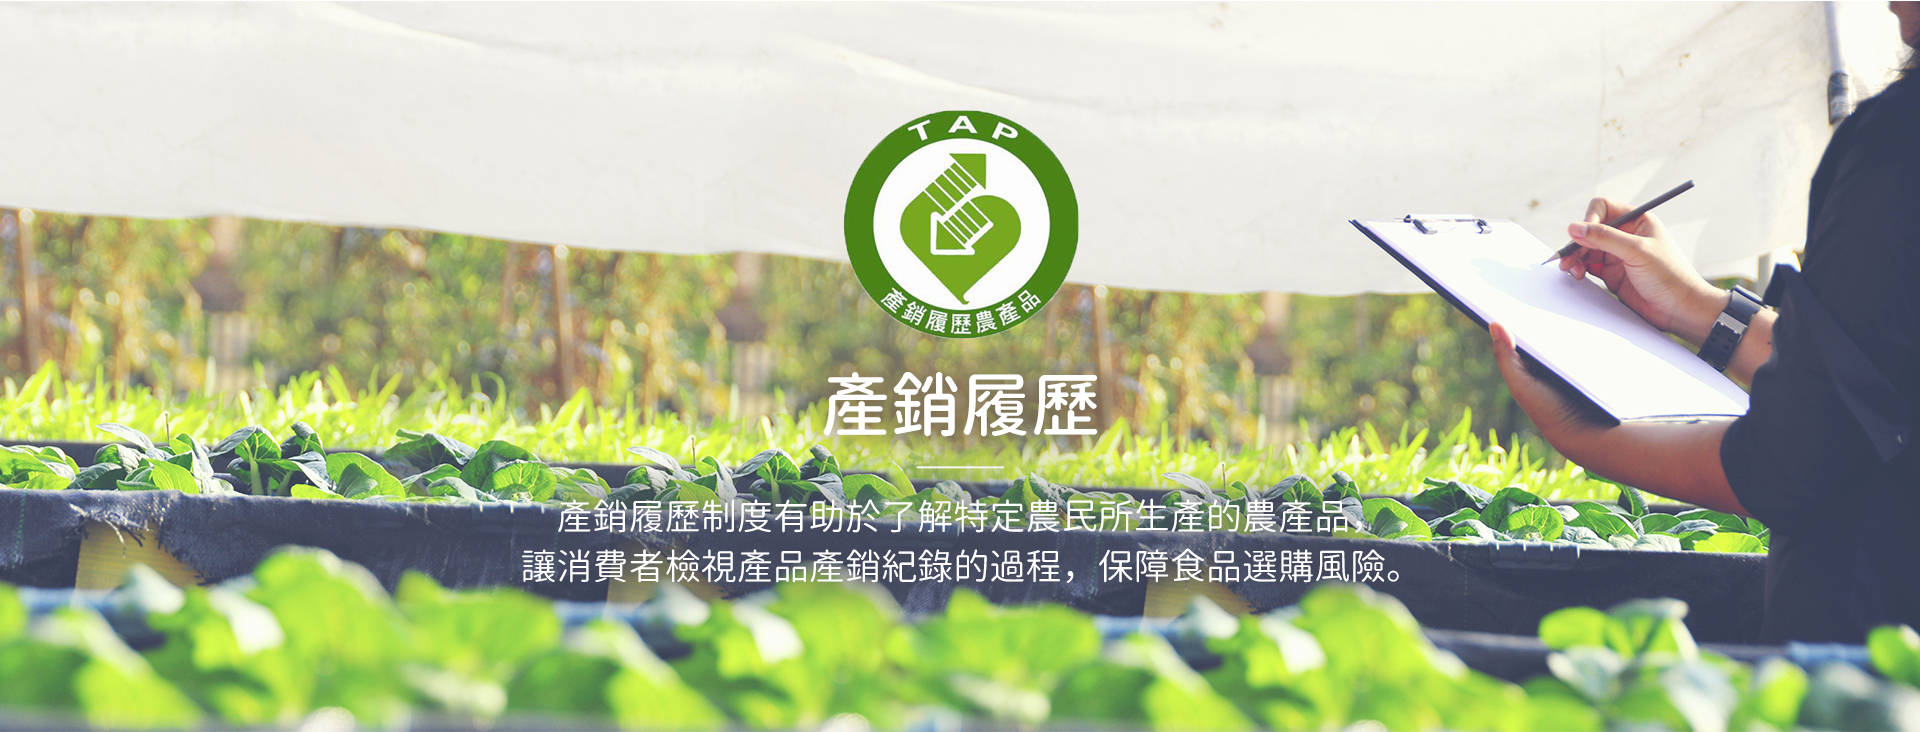 TAP
產銷履歷農產品
產銷履歷
產銷履歷制度有助於了解特定農民所生產的農產品，
讓消費者檢視產品產銷紀錄的過程，保障食品選購風險。